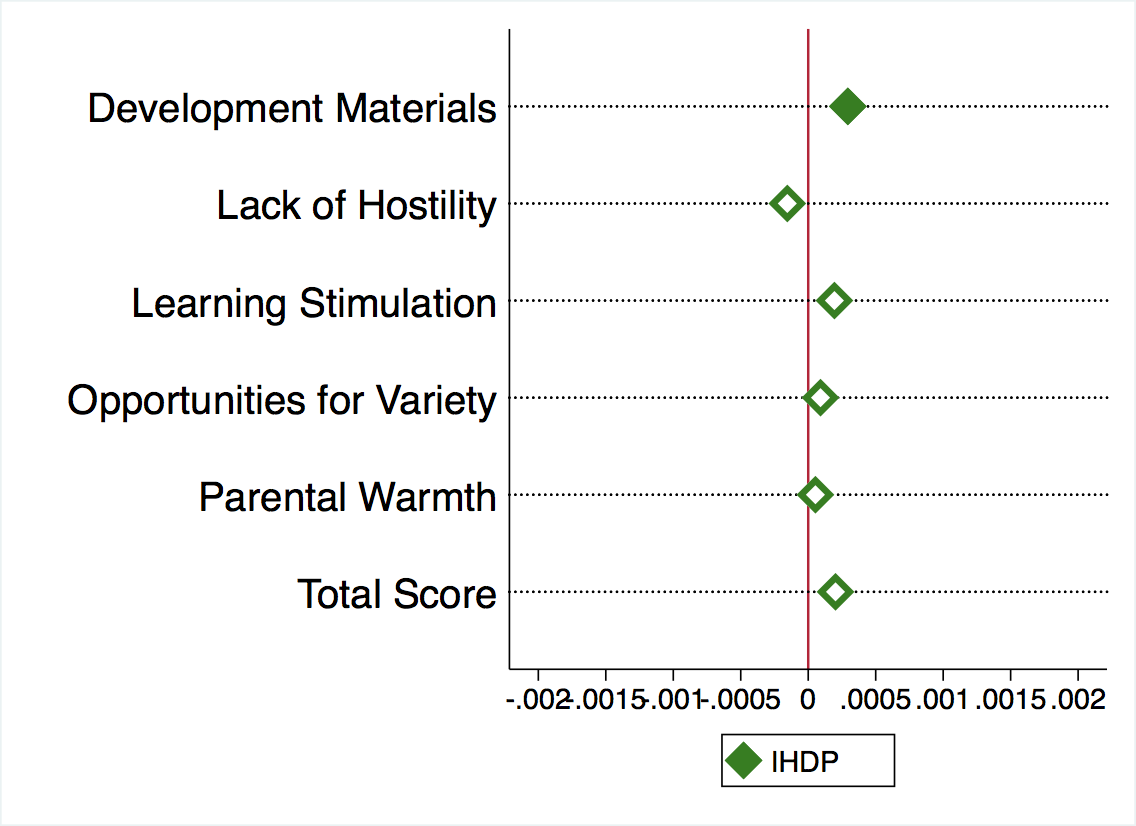 Development Materials
Lack of Hostility
Learning Stimulation
Opportunities for Variety
Parental Warmth
Total Score
-.002 -.0015 -.001 -.0005 0 .0005 .001 .0015 .002
IHDP